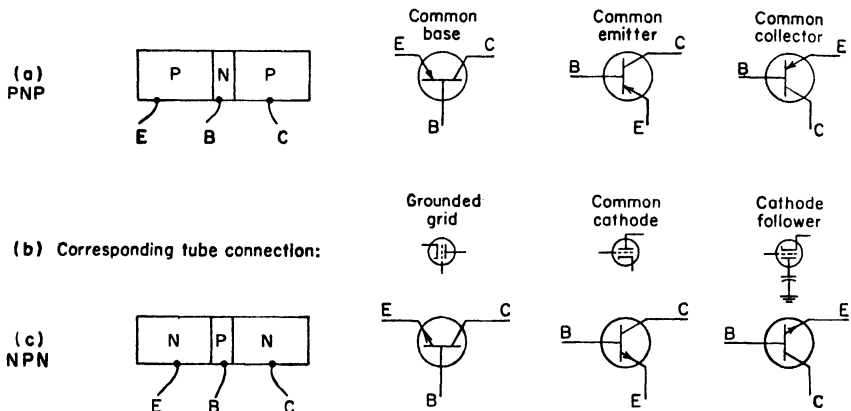 Common base
Common emitter
Common collector
(a) PNP
P N P
E B C
E C B
B C E
B E C
Grounded grid
Common cathode
Cathode follower
(b) Corresponding tube connection:
(c) NPN
N P N
E B C
E C B
B C E
B E C